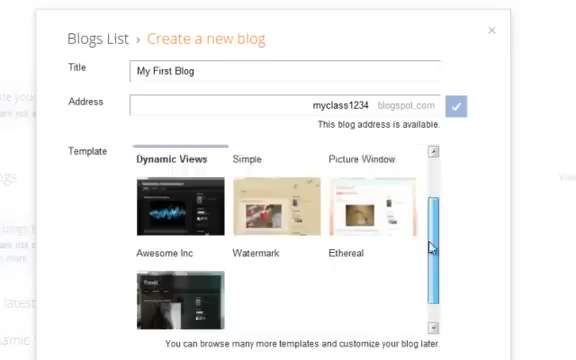 Blogs List › Create a new blog
Title
My First Blog
Address
myclass1234 blogspot.com
This blog address is available.
Template
Dynamic Views Simple Picture Window
Awesome Inc Watermark Ethereal
You can browse many more templates and customize your blog later.